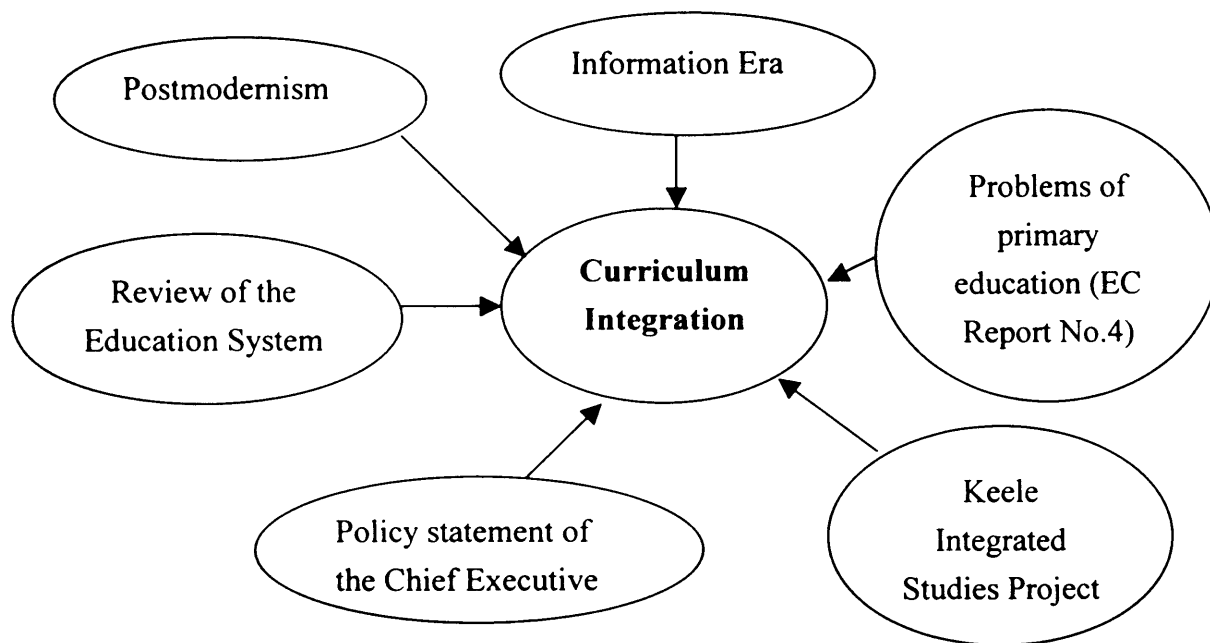 Information Era
Postmodernism
Problems of
primary
education (EC
Report No.4)
Curriculum
Integration
Review of the
Education System
Keele
Integrated
Studies Project
Policy statement of
the Chief Executive